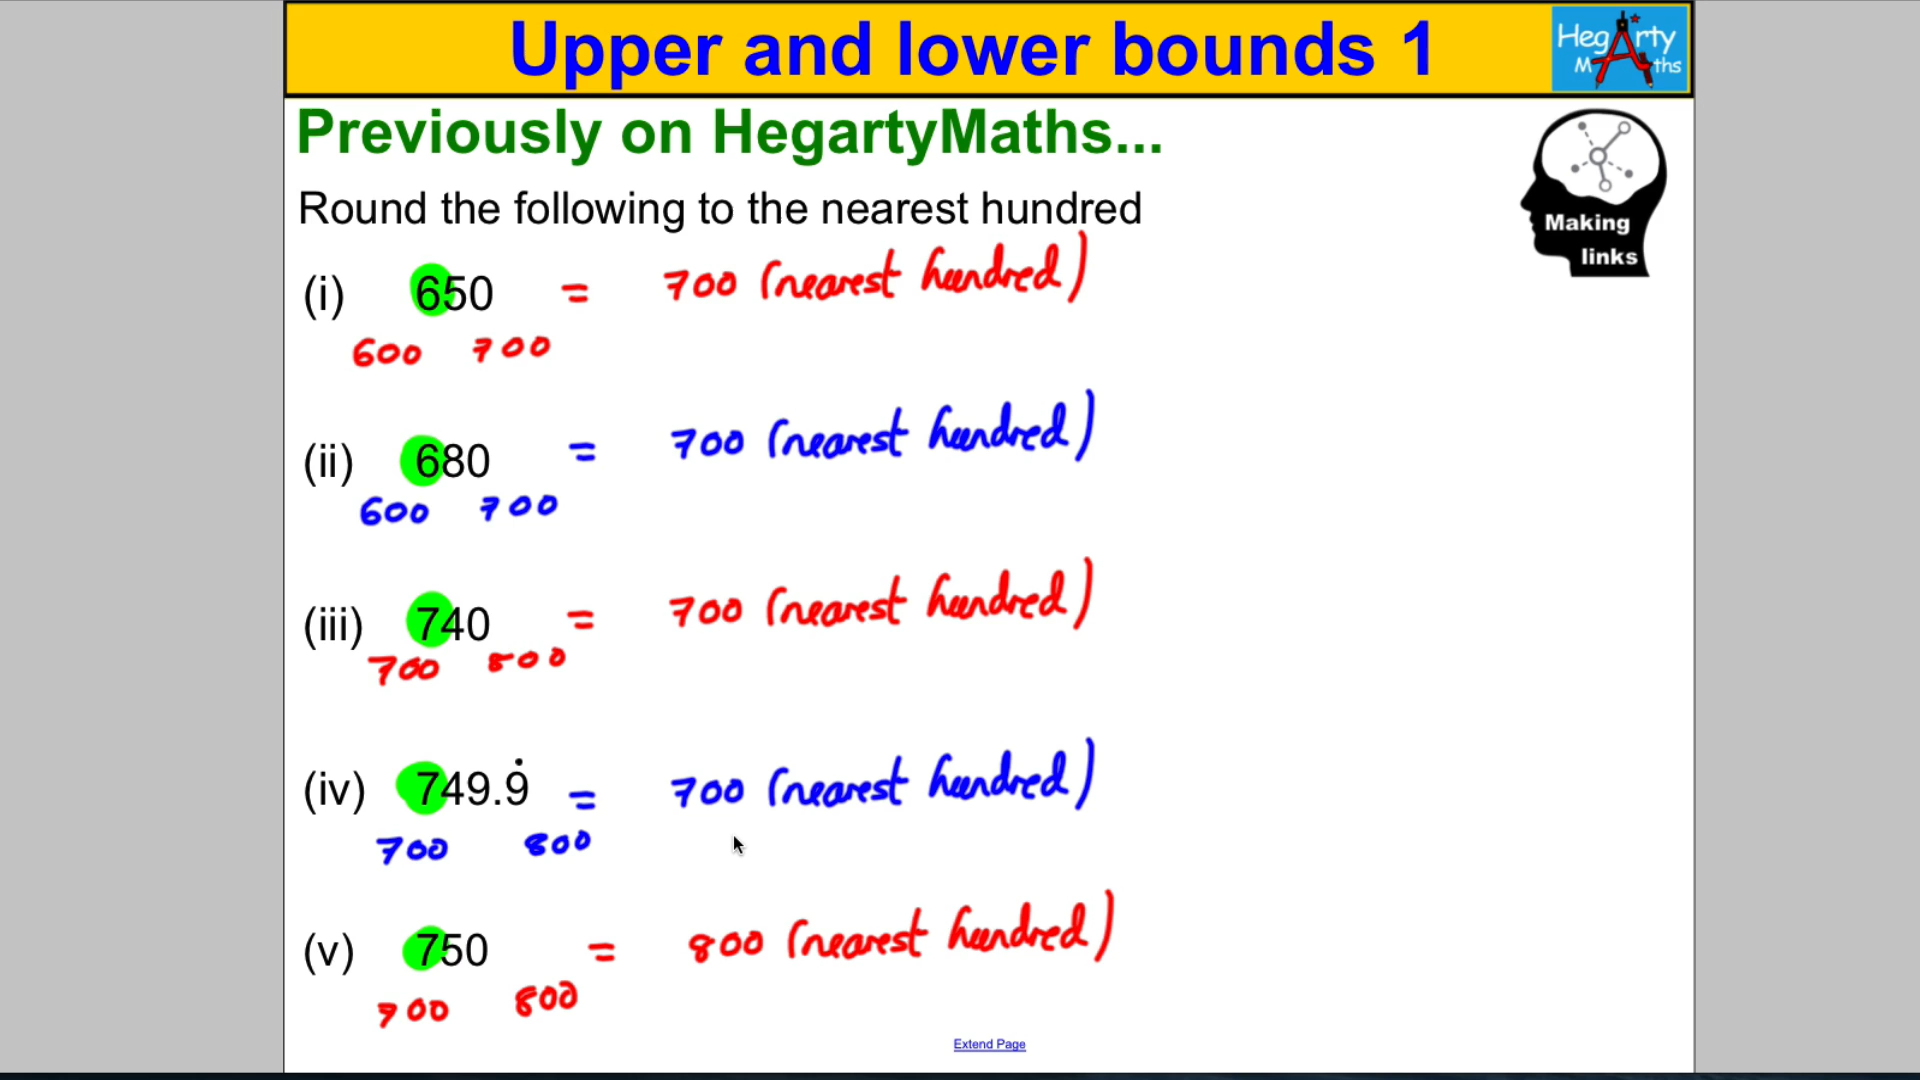 Upper and lower bounds 1
HegArty
MAths
Previously on HegartyMaths...
Making
links
Round the following to the nearest hundred
(i) 650 = 700 (nearest hundred)
600 700
(ii) 680 = 700 (nearest hundred)
600 700
(iii) 740 = 700 (nearest hundred)
700 800
(iv) 749.9̇ = 700 (nearest hundred)
700 800
(v) 750 = 800 (nearest hundred)
700 800
Extend Page